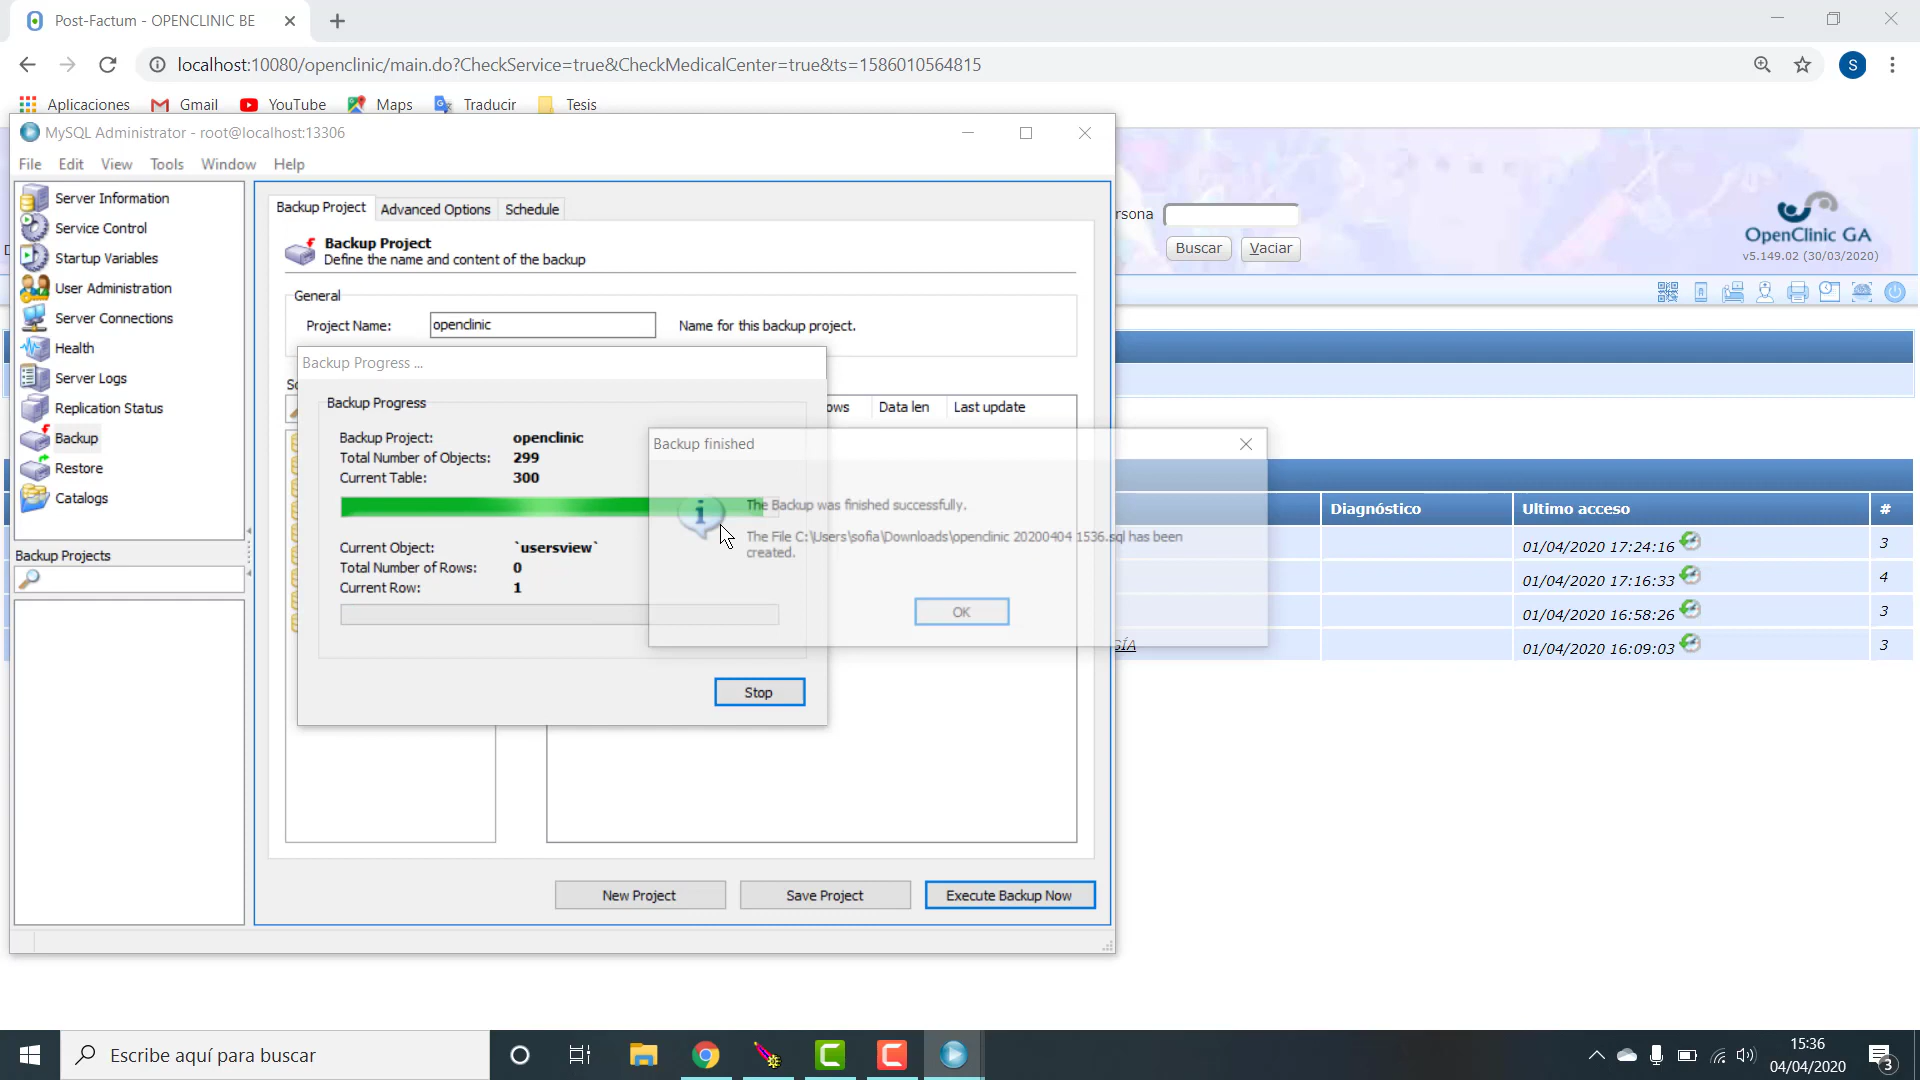 Post-Factum - OPENCLINIC BE
localhost:10080/openclinic/main.do?CheckService=true&CheckMedicalCenter=true&ts=1586010564815
S
Aplicaciones
Gmail
YouTube
Maps
Traducir
Tesis
MySQL Administrator - root@localhost:13306
File
Edit
View
Tools
Window
Help
Server Information
Service Control
Startup Variables
User Administration
Server Connections
Health
Server Logs
Replication Status
Backup
Restore
Catalogs
Backup Projects
Backup Project
Advanced Options
Schedule
Backup Project
Define the name and content of the backup
General
Project Name:
openclinic
Name for this backup project.
Data len
Last update
Backup Progress ...
Backup Progress
Backup Project:
openclinic
Total Number of Objects:
299
Current Table:
300
Current Object:
`usersview`
Total Number of Rows:
0
Current Row:
1
Stop
Backup finished
The Backup was finished successfully.
The File C:\Users\sofia\Downloads\openclinic 20200404 1536.sql has been
created.
OK
New Project
Save Project
Execute Backup Now
rsona
Buscar
Vaciar
OpenClinic GA
v5.149.02 (30/03/2020)
Diagnóstico
Ultimo acceso
#
01/04/2020 17:24:16
3
01/04/2020 17:16:33
4
01/04/2020 16:58:26
3
GÍA
01/04/2020 16:09:03
3
Escribe aquí para buscar
15:36
04/04/2020
3